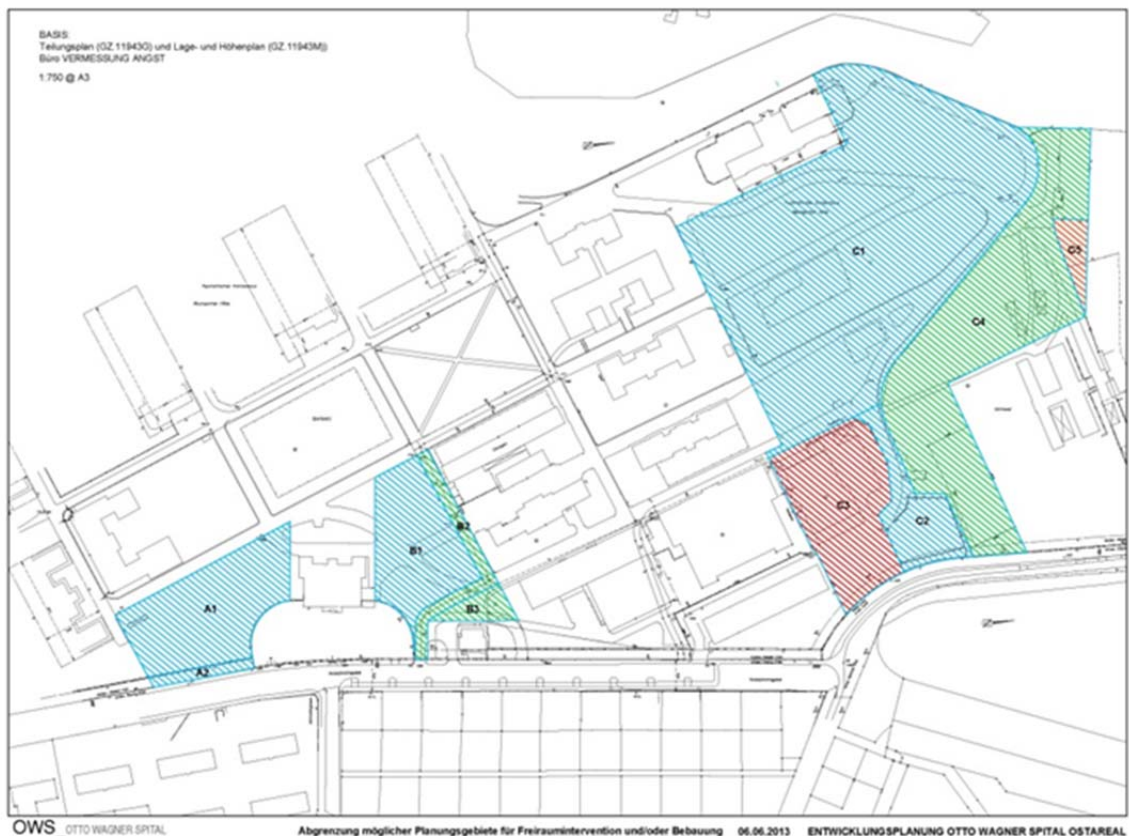 BASIS:
Teilungsplan (GZ.11943G) und Lage- und Höhenplan (GZ.11943M))
Büro VERMESSUNG ANGST
1:750 @ A3
C1
C5
C4
C3
C2
B2
B1
B3
A1
A2
OWS OTTO WAGNER SPITAL
Abgrenzung möglicher Planungsgebiete für Freiraumintervention und/oder Bebauung 06.06.2013 ENTWICKLUNGSPLANUNG OTTO WAGNER SPITAL OSTAREAL